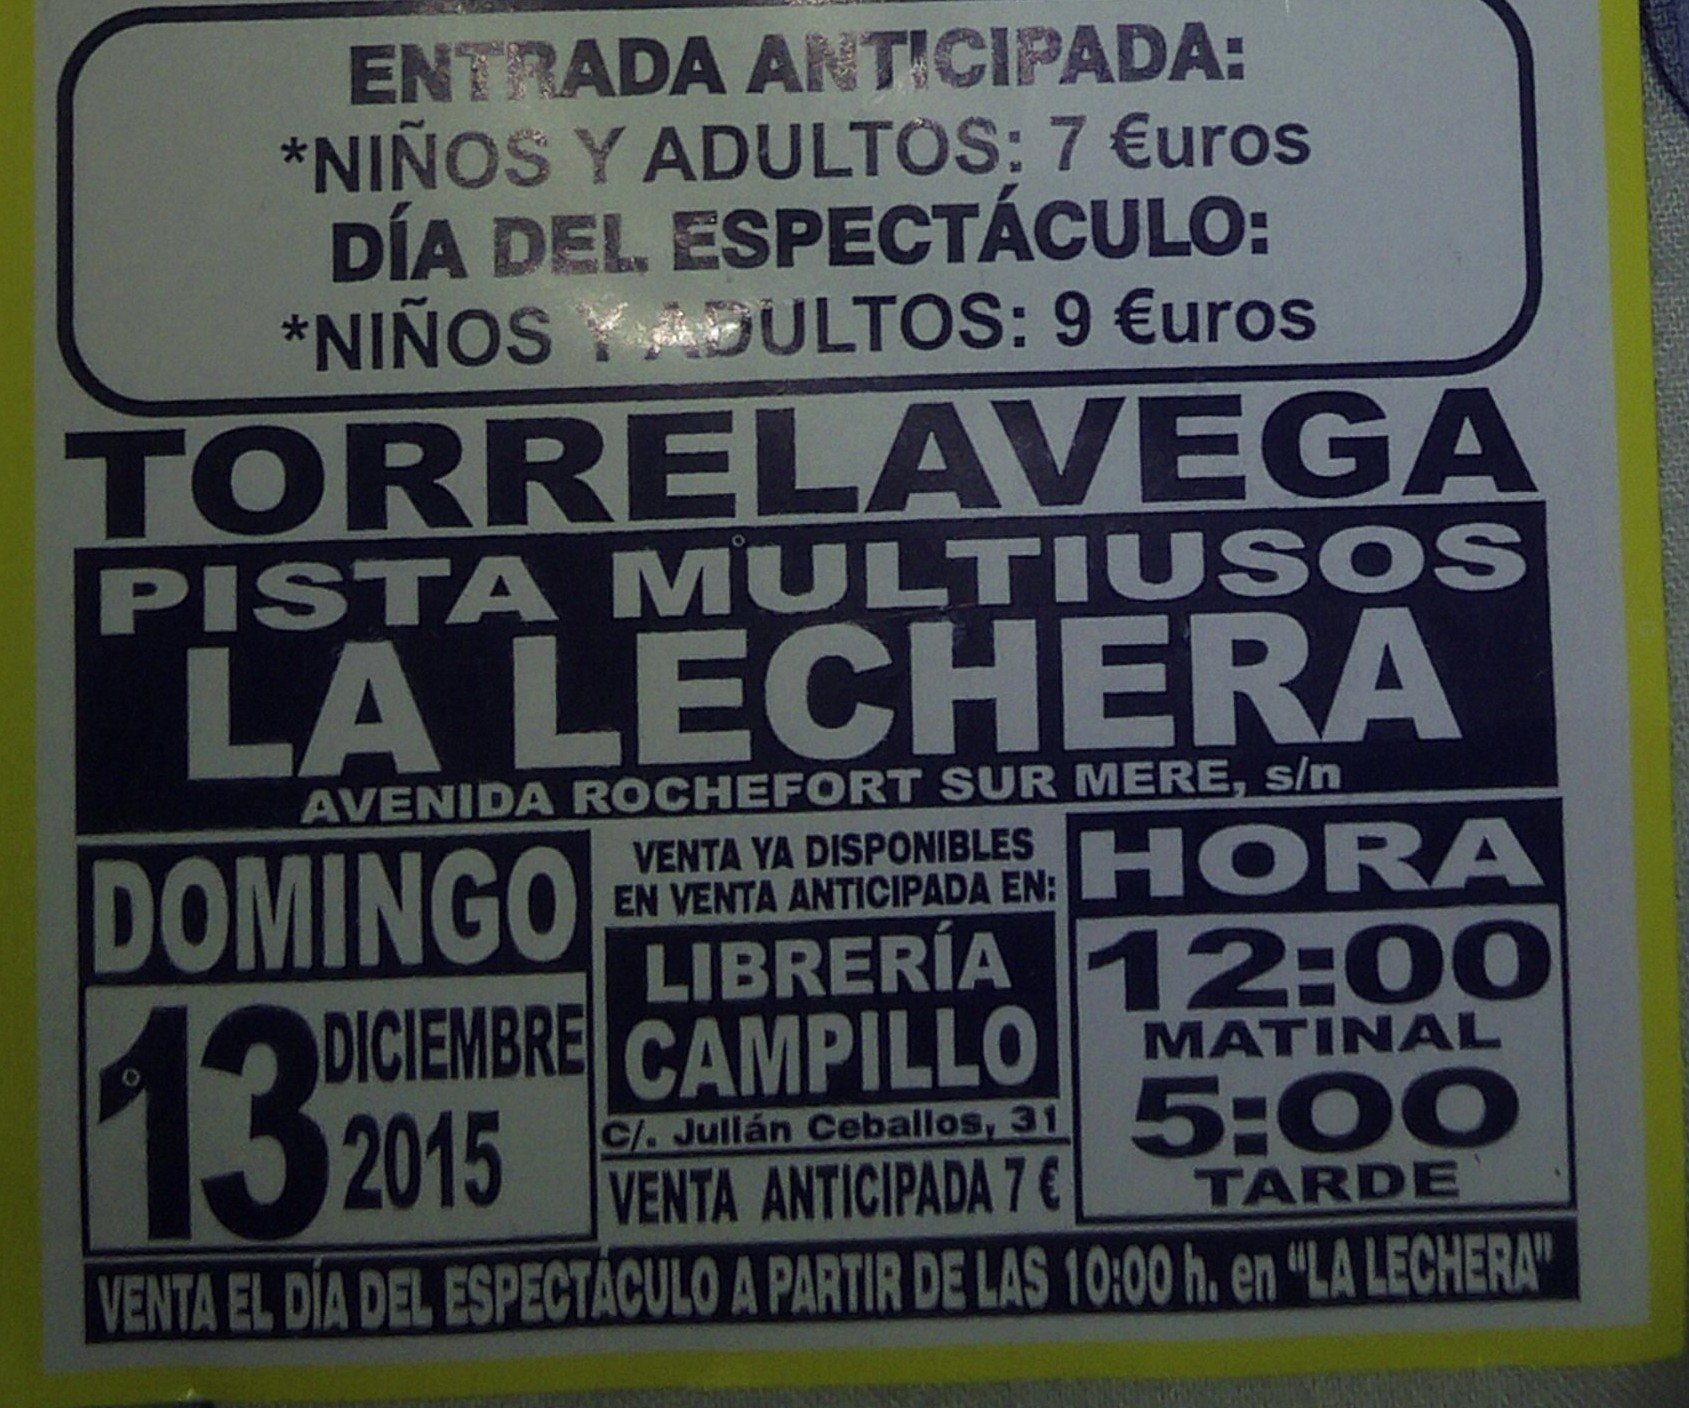 ENTRADA ANTICIPADA:
*NIÑOS Y ADULTOS: 7 €uros
DÍA DEL ESPECTÁCULO:
*NIÑOS Y ADULTOS: 9 €uros
TORRELAVEGA
PISTA MULTIUSOS
LA LECHERA
AVENIDA ROCHEFORT SUR MERE, s/n
DOMINGO
13 DICIEMBRE
2015
VENTA YA DISPONIBLES
EN VENTA ANTICIPADA EN:
LIBRERÍA
CAMPILLO
C/. Julián Ceballos, 31
VENTA ANTICIPADA 7 €
HORA
12:00
MATINAL
5:00
TARDE
VENTA EL DÍA DEL ESPECTÁCULO A PARTIR DE LAS 10:00 h. en "LA LECHERA"